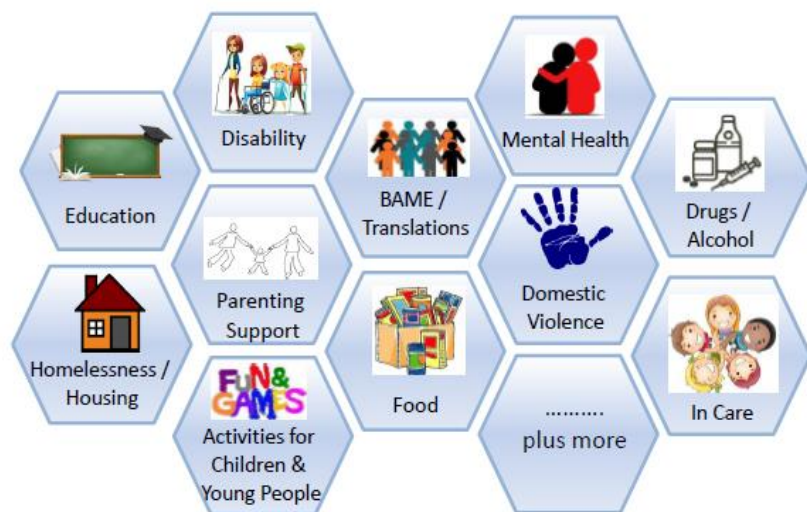 Disability
Mental Health
Education
BAME /
Translations
Drugs /
Alcohol
Parenting
Support
Domestic
Violence
Homelessness /
Housing
FUN &
GAMES
Activities for
Children &
Young People
Food
..........
plus more
In Care